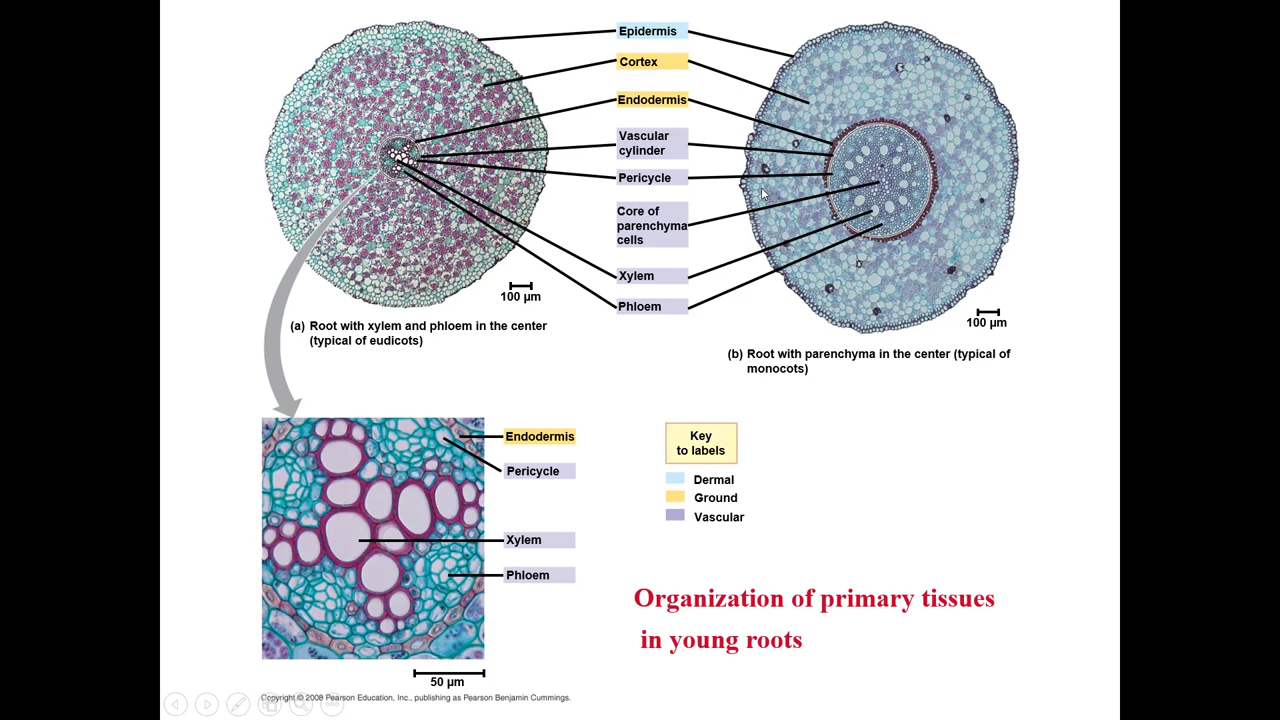 Epidermis
Cortex
Endodermis
Vascular
cylinder
Pericycle
Core of
parenchyma
cells
Xylem
Phloem
100 µm
100 µm
(a) Root with xylem and phloem in the center
(typical of eudicots)
(b) Root with parenchyma in the center (typical of
monocots)
Endodermis
Pericycle
Xylem
Phloem
50 µm
Key
to labels
Dermal
Ground
Vascular
Organization of primary tissues
in young roots
Copyright © 2008 Pearson Education, Inc., publishing as Pearson Benjamin Cummings.